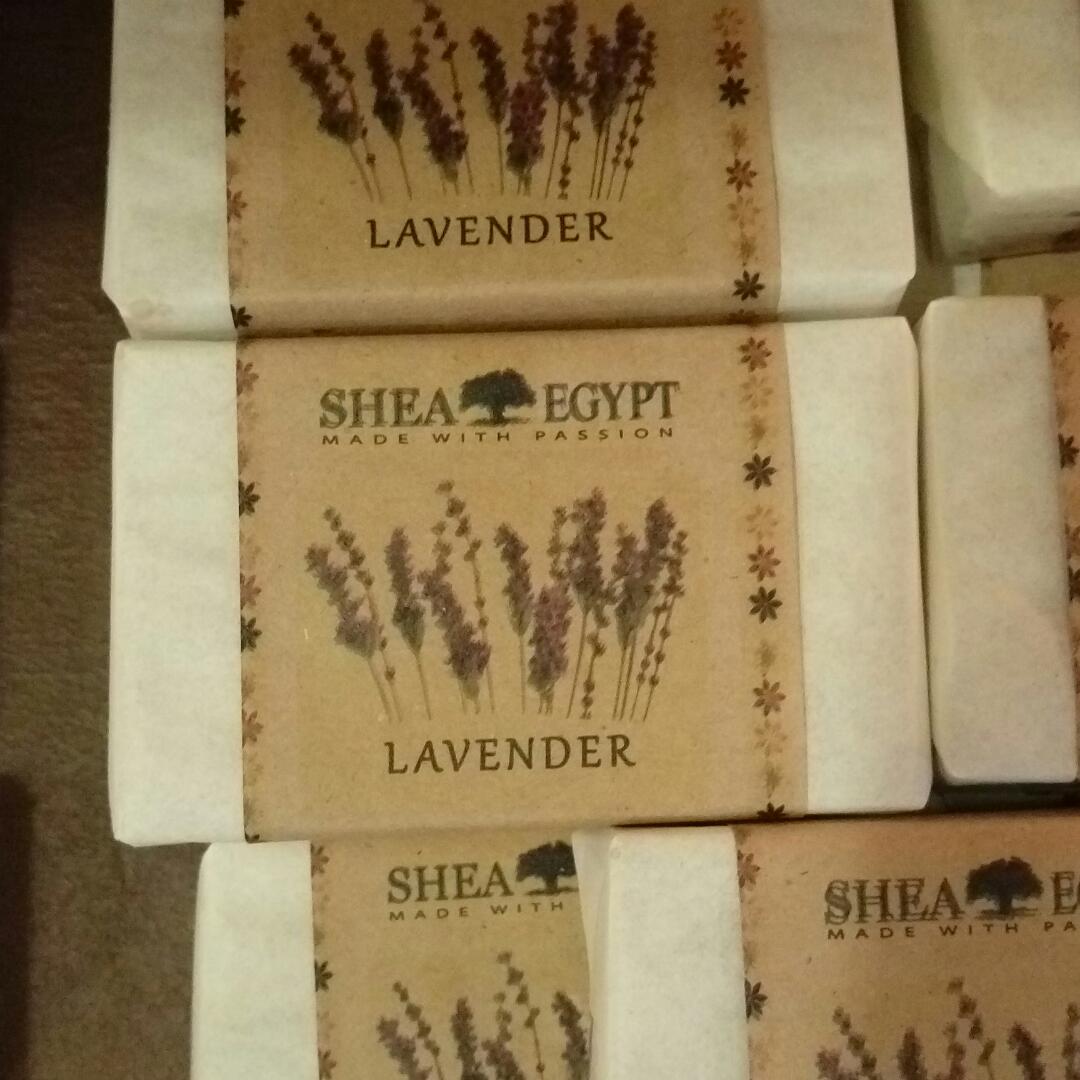 LAVENDER
SHEA EGYPT
MADE WITH PASSION
LAVENDER
SHEA
MADE WITH
SHEA E
MADE WITH PA